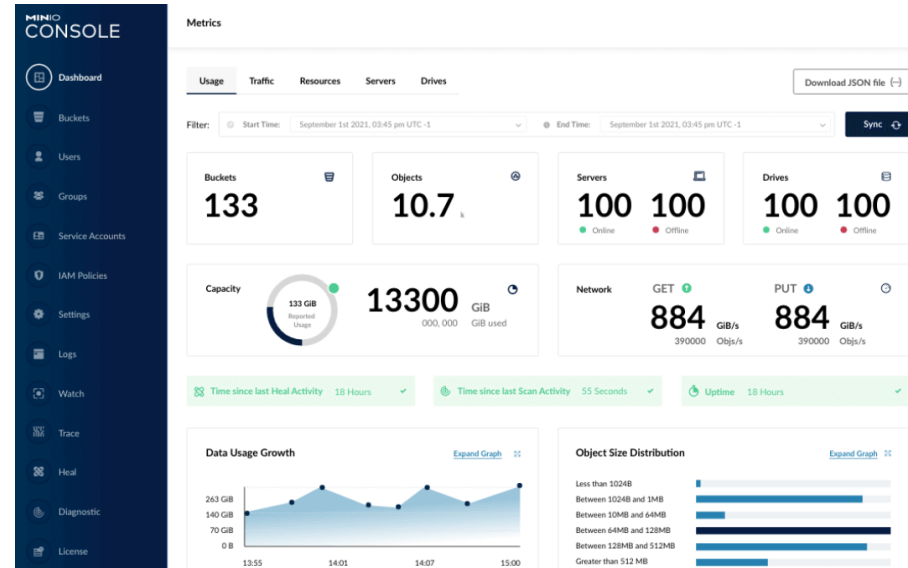 MINIO
CONSOLE
Dashboard
Buckets
Users
Groups
Service Accounts
IAM Policies
Settings
Logs
Watch
Trace
Heal
Diagnostic
License
Metrics
Usage Traffic Resources Servers Drives
Download JSON file {--}
Filter: Start Time: September 1st 2021, 03:45 pm UTC -1 End Time: September 1st 2021, 03:45 pm UTC -1 Sync
Buckets
133
Objects
10.7 k
Servers
100 100
Online Offline
Drives
100 100
Online Offline
Capacity
133 GiB
Reported
Usage
13300 GiB
000, 000 GiB used
Network GET PUT
884 GiB/s 884 GiB/s
390000 Objs/s 390000 Objs/s
Time since last Heal Activity 18 Hours
Time since last Scan Activity 55 Seconds
Uptime 18 Hours
Data Usage Growth Expand Graph
263 GiB
140 GiB
70 GiB
0 B
13:55 14:01 14:07 15:00
Object Size Distribution Expand Graph
Less than 1024B
Between 1024B and 1MB
Between 10MB and 64MB
Between 64MB and 128MB
Between 128MB and 512MB
Greater than 512 MB